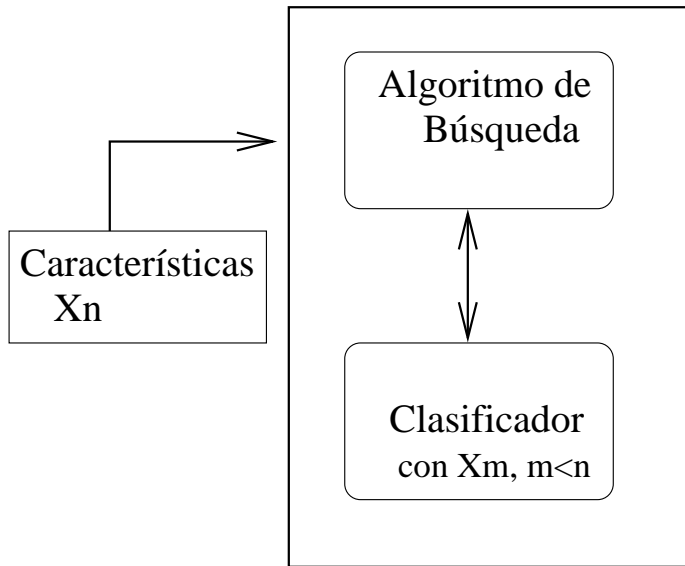 Algoritmo de
Búsqueda
Características
Xn
Clasificador
con Xm, m<n